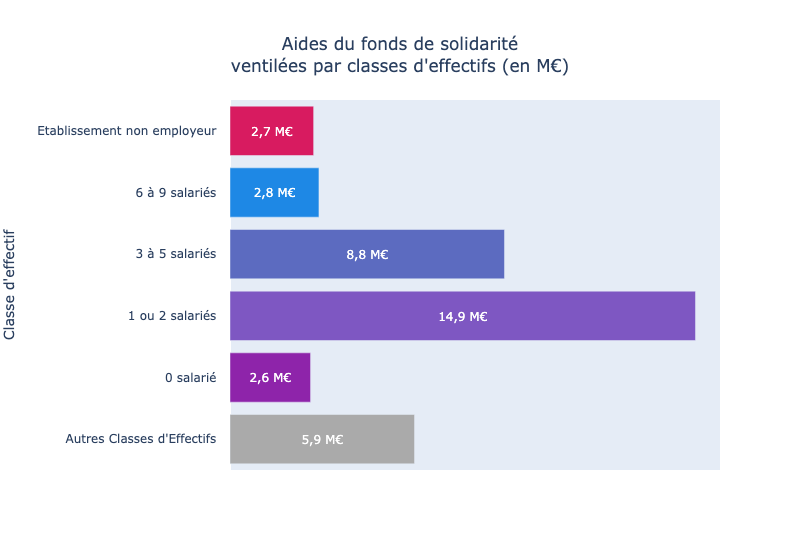 Aides du fonds de solidarité
ventilées par classes d'effectifs (en M€)
Classe d'effectif
Etablissement non employeur
2,7 M€
6 à 9 salariés
2,8 M€
3 à 5 salariés
8,8 M€
1 ou 2 salariés
14,9 M€
0 salarié
2,6 M€
Autres Classes d'Effectifs
5,9 M€